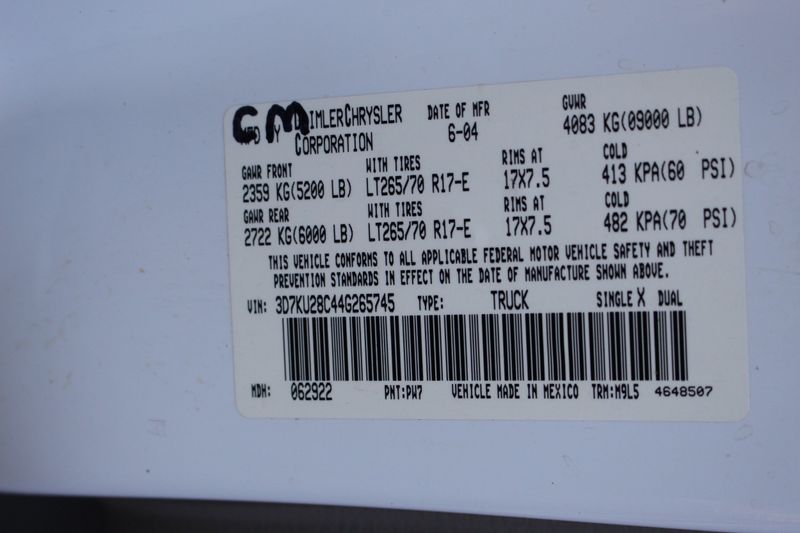 CM
DAIMLERCHRYSLER CORPORATION DATE OF MFR 6-04 GVWR 4083 KG(09000 LB)
GAWR FRONT WITH TIRES RIMS AT COLD
2359 KG(5200 LB) LT265/70 R17-E 17X7.5 413 KPA(60 PSI)
GAWR REAR WITH TIRES RIMS AT COLD
2722 KG(6000 LB) LT265/70 R17-E 17X7.5 482 KPA(70 PSI)
THIS VEHICLE CONFORMS TO ALL APPLICABLE FEDERAL MOTOR VEHICLE SAFETY AND THEFT
PREVENTION STANDARDS IN EFFECT ON THE DATE OF MANUFACTURE SHOWN ABOVE.
VIN: 3D7KU28C44G265745 TYPE: TRUCK SINGLE X DUAL
MDH: 062922 PNT:PW7 VEHICLE MADE IN MEXICO TRM:M9L5 4648507